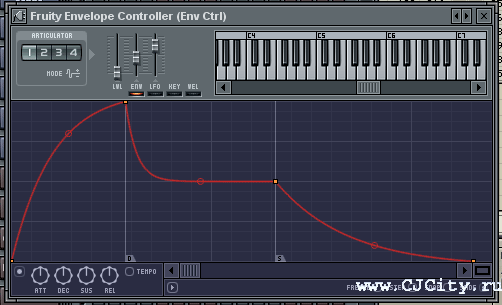 Fruity Envelope Controller (Env Ctrl)
ARTICULATOR
1 2 3 4
MODE
LVL ENV LFO KEY VEL
C4 C5 C6 C7
D S
ATT DEC SUS REL TEMPO
www.CJCity.ru